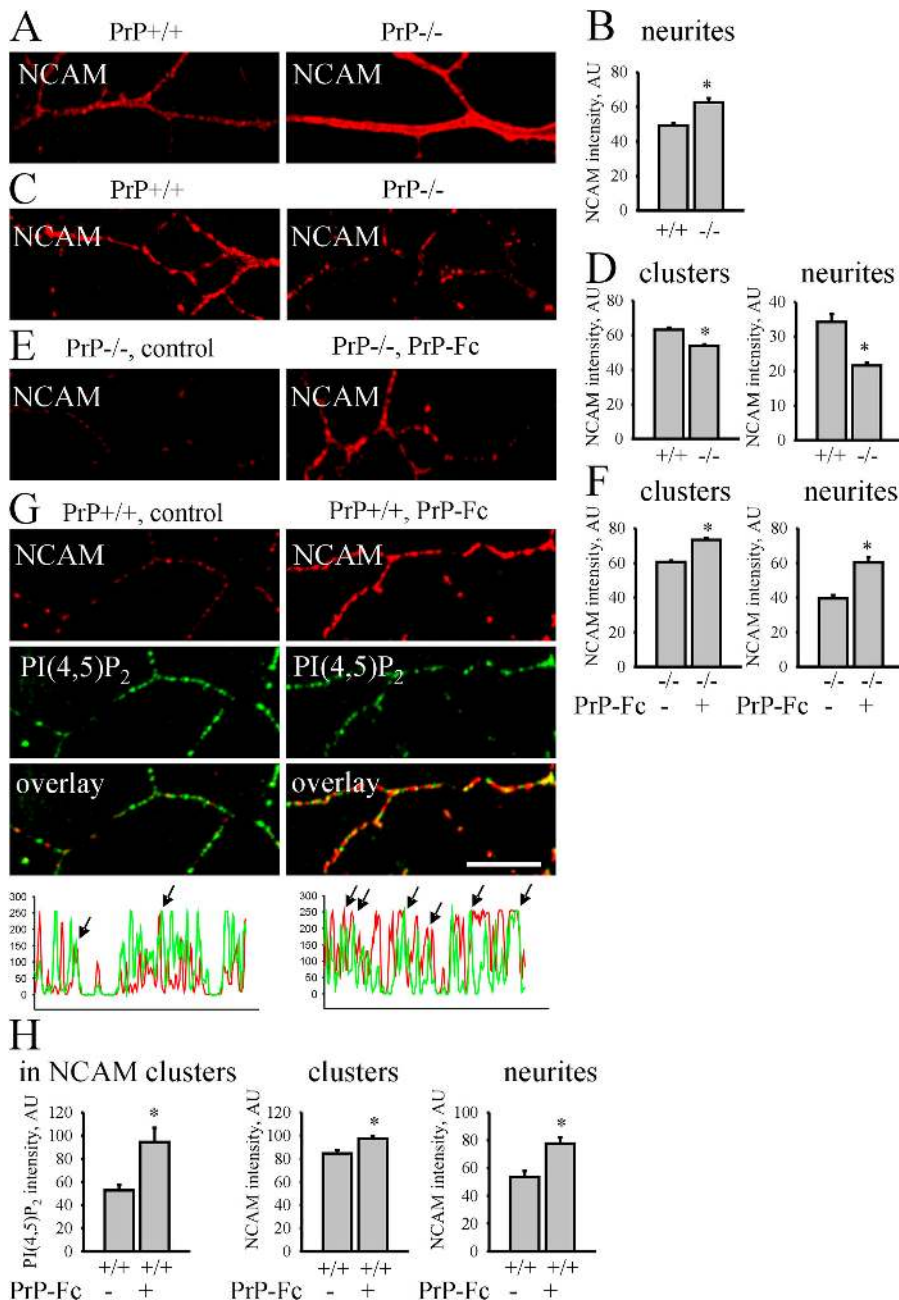 A
PrP+/+
PrP-/-
NCAM
NCAM
B
neurites
NCAM intensity, AU
80
60
40
20
0
*
+/+ -/-
C
PrP+/+
PrP-/-
NCAM
NCAM
D
clusters
NCAM intensity, AU
80
60
40
20
0
*
+/+ -/-
neurites
NCAM intensity, AU
40
30
20
10
0
*
+/+ -/-
E
PrP-/-, control
PrP-/-, PrP-Fc
NCAM
NCAM
F
clusters
NCAM intensity, AU
80
60
40
20
0
*
-/- -/-
PrP-Fc - +
neurites
NCAM intensity, AU
80
60
40
20
0
*
-/- -/-
PrP-Fc - +
G
PrP+/+, control
PrP+/+, PrP-Fc
NCAM
NCAM
PI(4,5)P2
PI(4,5)P2
overlay
overlay
300
250
200
150
100
50
0
300
250
200
150
100
50
0
H
in NCAM clusters
PI(4,5)P2 intensity, AU
120
100
80
60
40
20
0
*
+/+ +/+
PrP-Fc - +
clusters
NCAM intensity, AU
120
100
80
60
40
20
0
*
+/+ +/+
PrP-Fc - +
neurites
NCAM intensity, AU
100
80
60
40
20
0
*
+/+ +/+
PrP-Fc - +